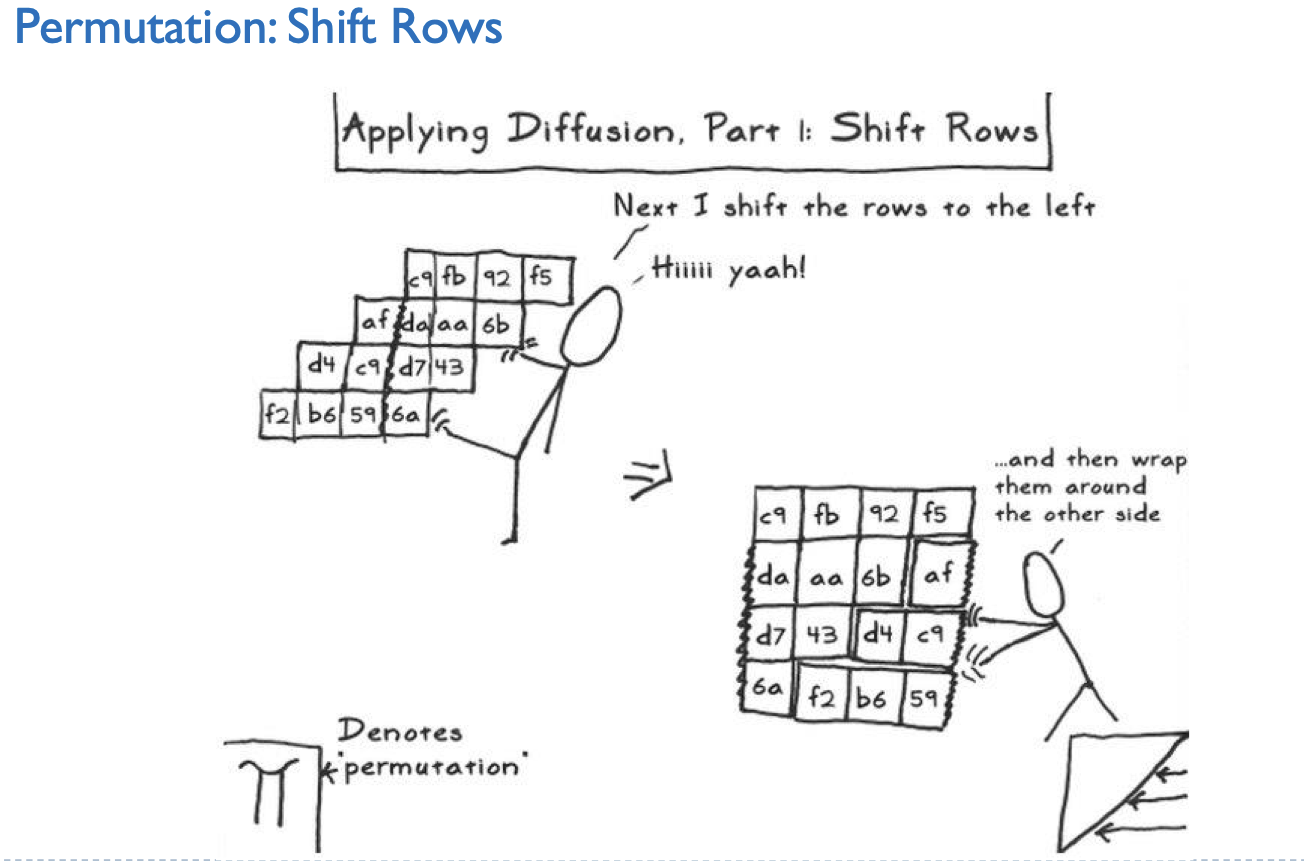 Permutation: Shift Rows
Applying Diffusion, Part 1: Shift Rows
Next I shift the rows to the left
Hiiiii yaah!
c9 fb 92 f5
af da aa 6b
d4 c9 d7 43
f2 b6 59 6a
...and then wrap
them around
the other side
c9 fb 92 f5
da aa 6b af
d7 43 d4 c9
6a f2 b6 59
Denotes
"permutation"
π